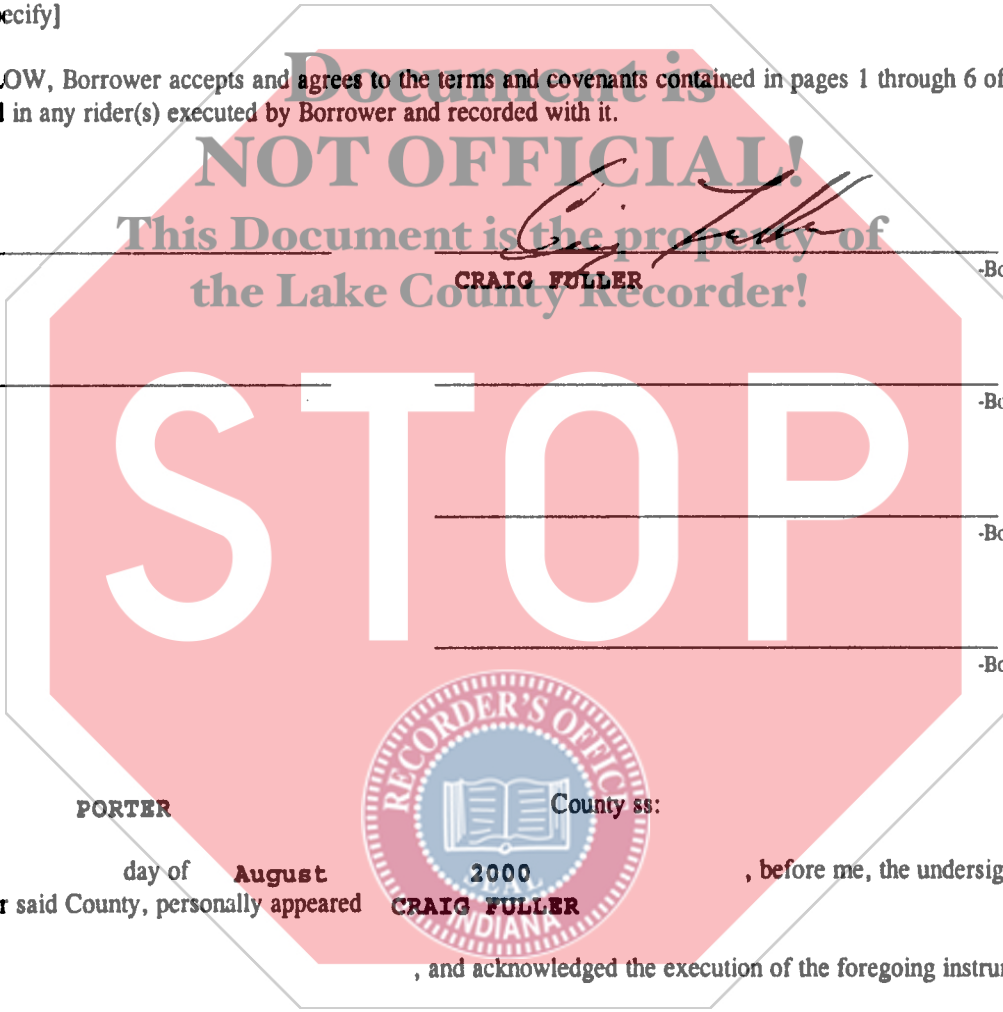 ecify]
OW, Borrower accepts and agrees to the terms and covenants contained in pages 1 through 6 of
in any rider(s) executed by Borrower and recorded with it.
Document is
NOT OFFICIAL!
This Document is the property of
the Lake County Recorder!
Craig Fuller
-Bo
CRAIG FULLER
-Bo
STOP
-Bo
-Bo
RECORDER'S OFFICE
SEAL
INDIANA
PORTER County ss:
day of August 2000 , before me, the undersig
r said County, personally appeared CRAIG FULLER
, and acknowledged the execution of the foregoing instru